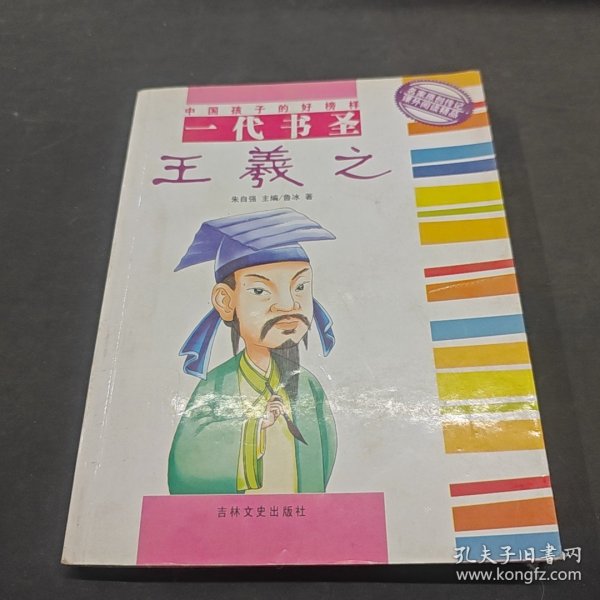 中国孩子的好榜样
一代书圣
王羲之
朱自强 主编/鲁冰 著
吉林文史出版社
孔夫子旧书网
www.kongfz.com